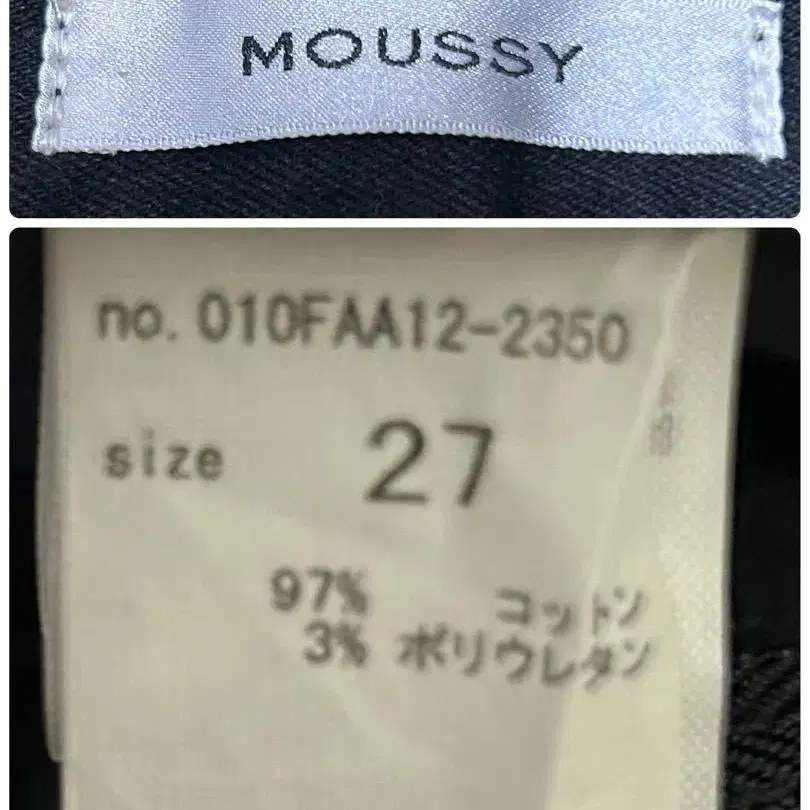 MOUSSY
no. 010FAA12-2350
size 27
97% コットン
3% ポリウレタン